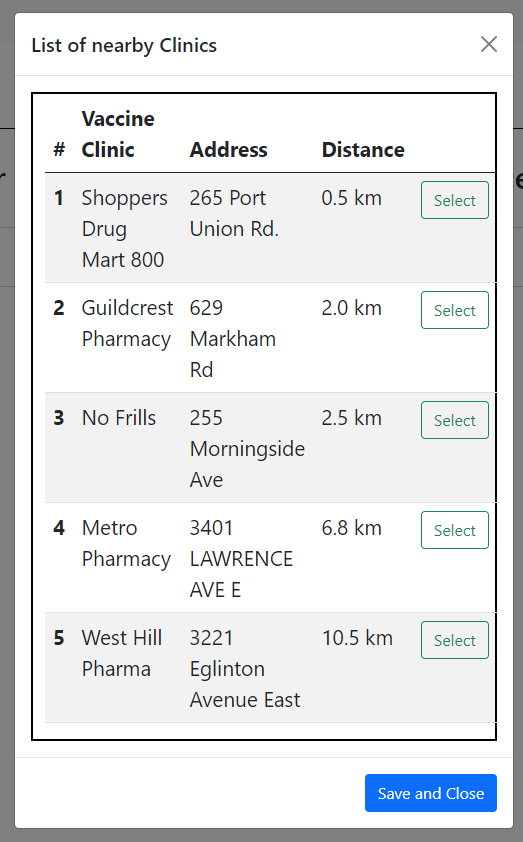 List of nearby Clinics
# Vaccine Clinic Address Distance
1 Shoppers Drug Mart 800 265 Port Union Rd. 0.5 km Select
2 Guildcrest Pharmacy 629 Markham Rd 2.0 km Select
3 No Frills 255 Morningside Ave 2.5 km Select
4 Metro Pharmacy 3401 LAWRENCE AVE E 6.8 km Select
5 West Hill Pharma 3221 Eglinton Avenue East 10.5 km Select
Save and Close